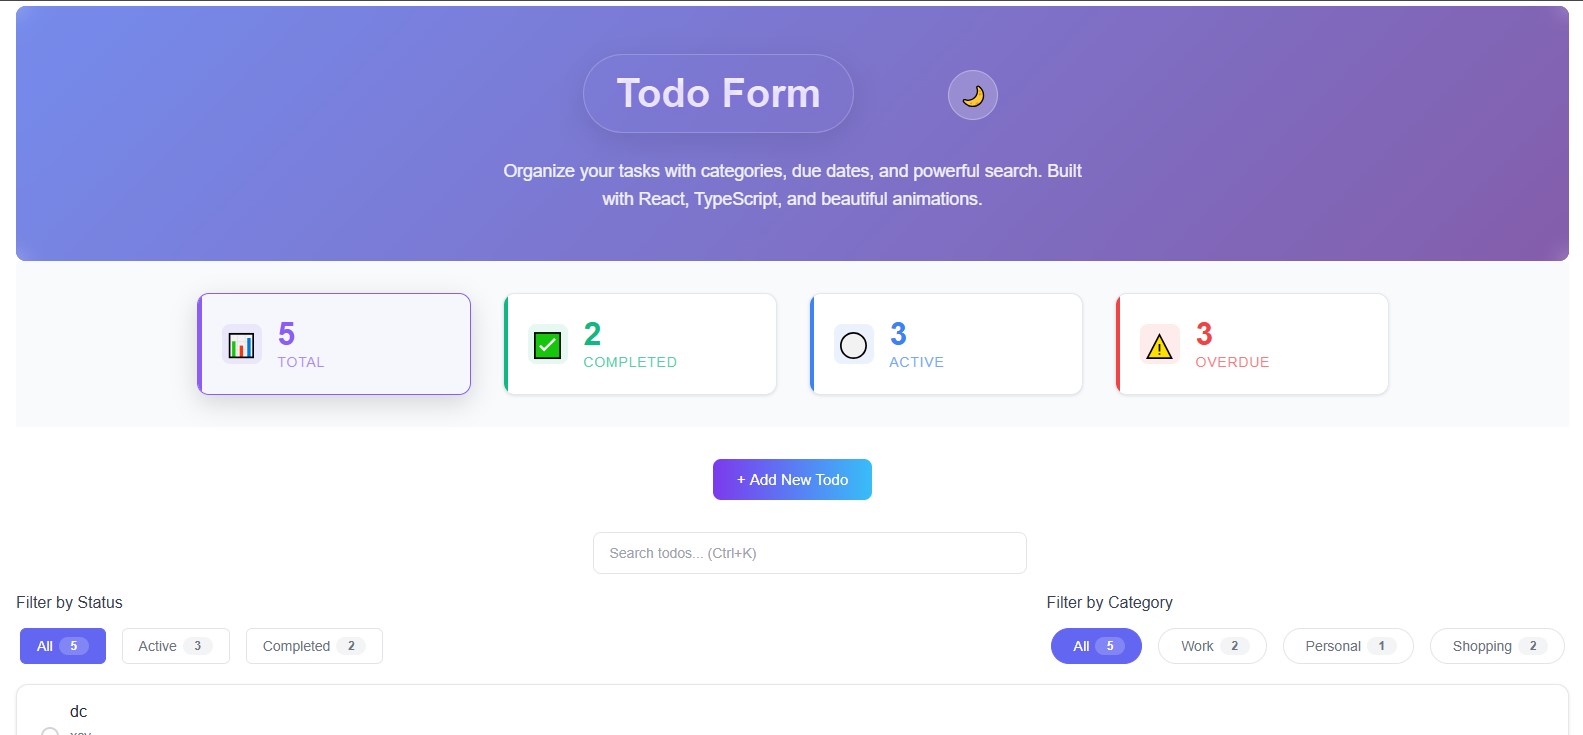 Todo Form
Organize your tasks with categories, due dates, and powerful search. Built
with React, TypeScript, and beautiful animations.
5
TOTAL
2
COMPLETED
3
ACTIVE
3
OVERDUE
+ Add New Todo
Search todos... (Ctrl+K)
Filter by Status
All 5 Active 3 Completed 2
Filter by Category
All 5 Work 2 Personal 1 Shopping 2
dc